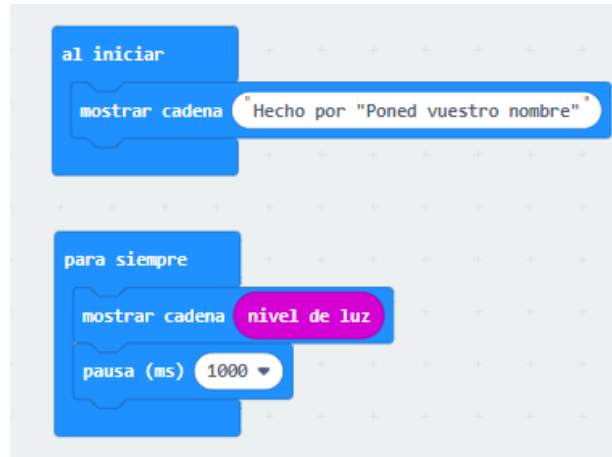 al iniciar
mostrar cadena "Hecho por "Poned vuestro nombre""
para siempre
mostrar cadena nivel de luz
pausa (ms) 1000